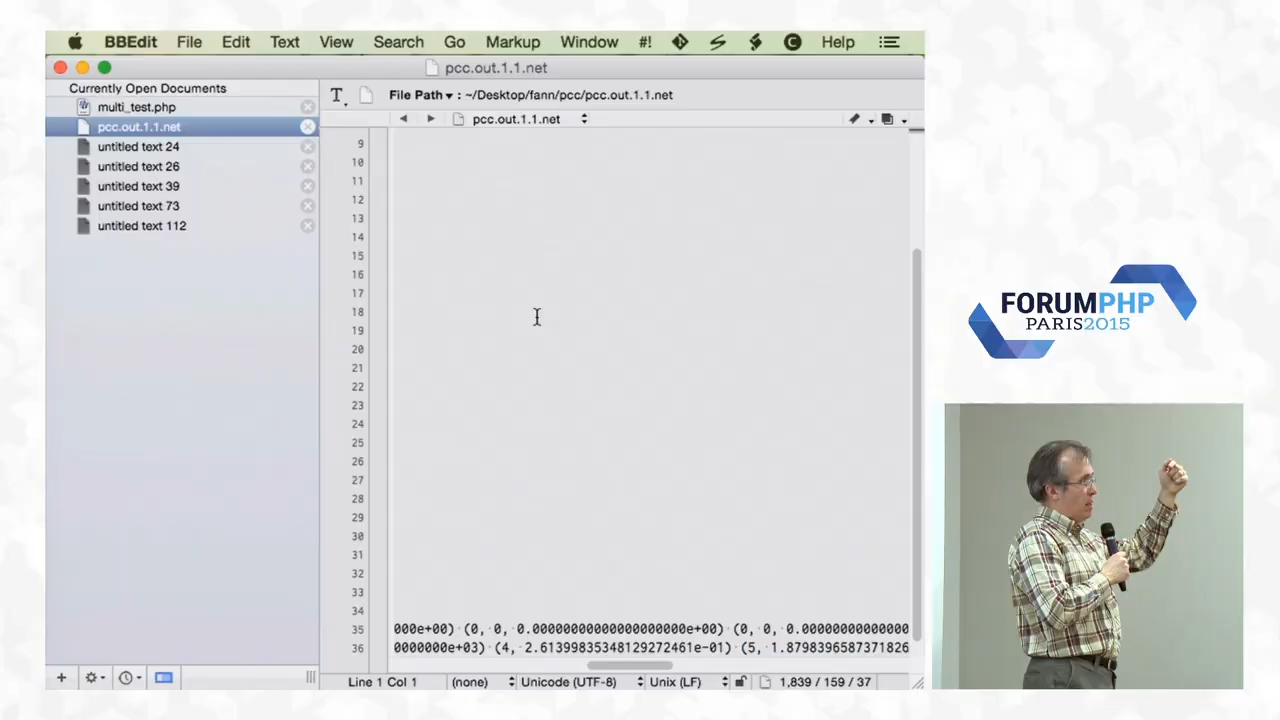 BBEdit File Edit Text View Search Go Markup Window #! Help
pcc.out.1.1.net
Currently Open Documents
multi_test.php
pcc.out.1.1.net
untitled text 24
untitled text 26
untitled text 39
untitled text 73
untitled text 112
File Path : ~/Desktop/fann/pcc/pcc.out.1.1.net
pcc.out.1.1.net
9
10
11
12
13
14
15
16
17
18
19
20
21
22
23
24
25
26
27
28
29
30
31
32
33
34
35 000e+00) (0, 0, 0.00000000000000000000e+00) (0, 0, 0.00000000000000
36 0000000e+03) (4, 2.61399835348129272461e-01) (5, 1.8798396587371826
Line 1 Col 1 (none) Unicode (UTF-8) Unix (LF) 1,839 / 159 / 37
FORUMPHP
PARIS2015